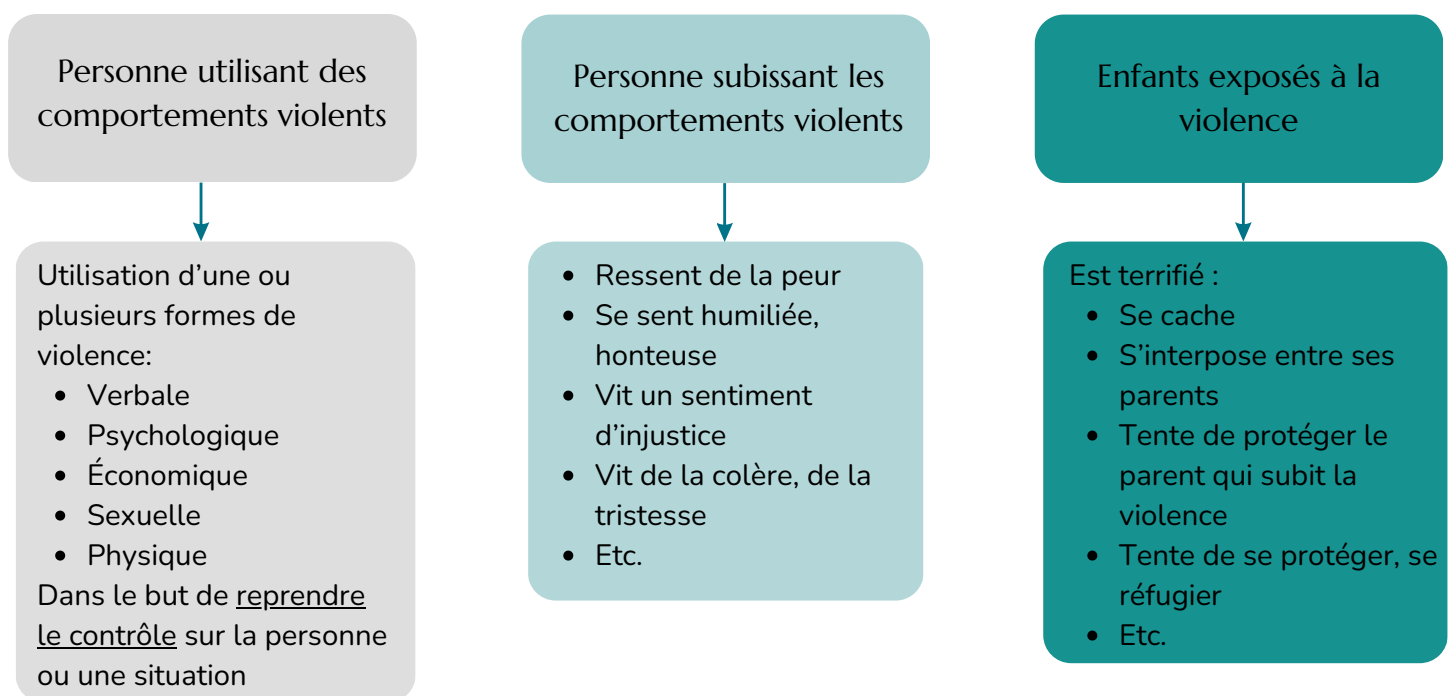 Personne utilisant des
comportements violents
Utilisation d’une ou
plusieurs formes de
violence:
• Verbale
• Psychologique
• Économique
• Sexuelle
• Physique
Dans le but de reprendre
le contrôle sur la personne
ou une situation
Personne subissant les
comportements violents
• Ressent de la peur
• Se sent humiliée,
honteuse
• Vit un sentiment
d’injustice
• Vit de la colère, de la
tristesse
• Etc.
Enfants exposés à la
violence
Est terrifié :
• Se cache
• S’interpose entre ses
parents
• Tente de protéger le
parent qui subit la
violence
• Tente de se protéger, se
réfugier
• Etc.